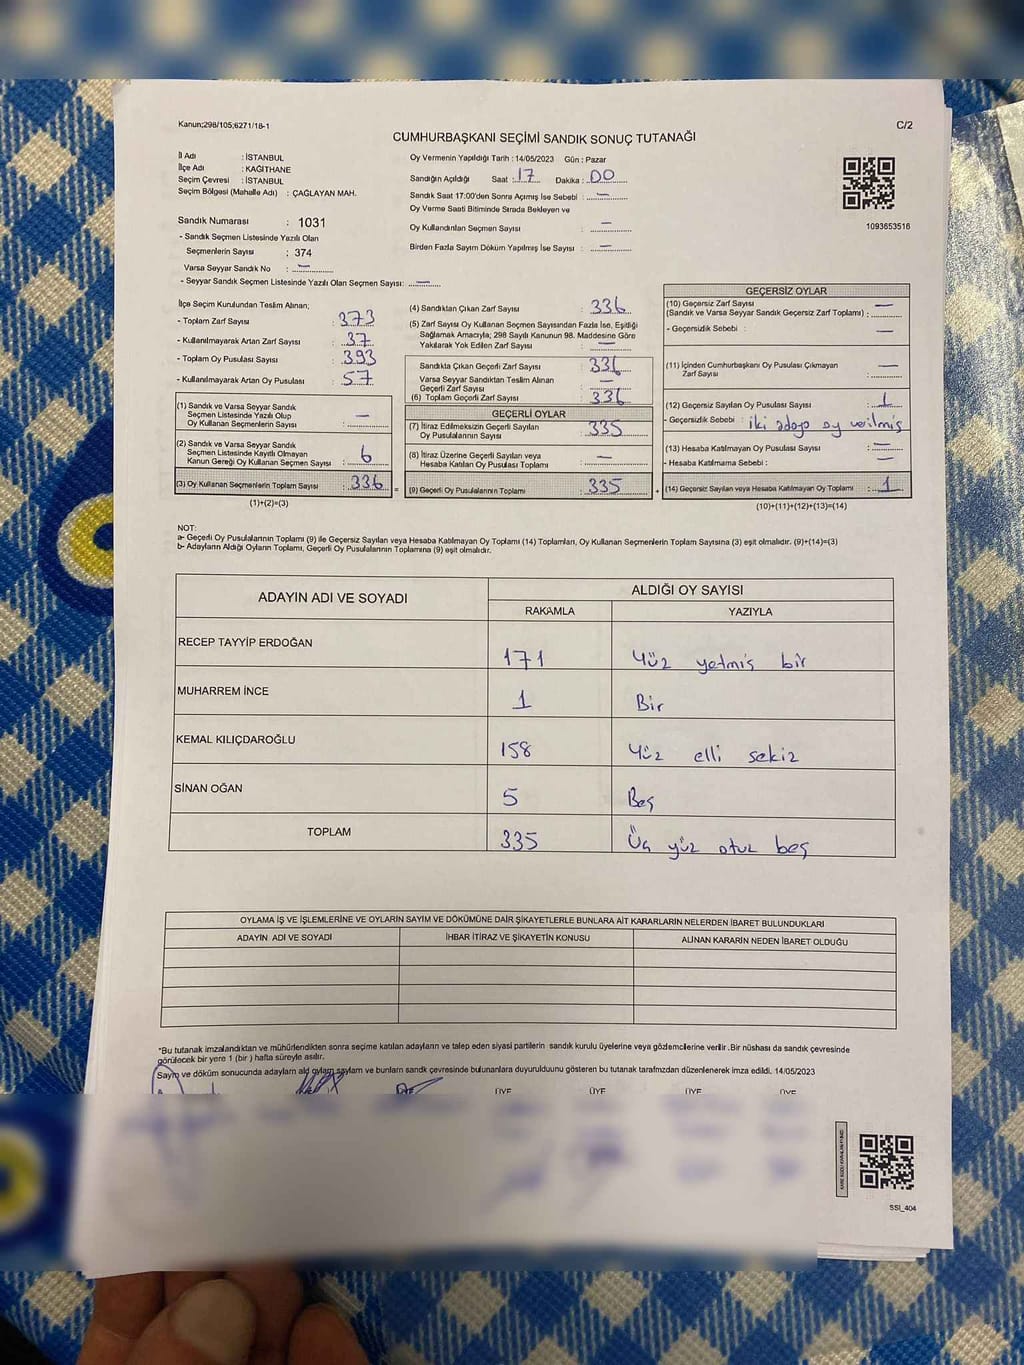 Kanun;298/105;6271/18-1
C/2
CUMHURBAŞKANI SEÇİMİ SANDIK SONUÇ TUTANAĞI
İl Adı : İSTANBUL
İlçe Adı : KAĞITHANE
Seçim Çevresi : İSTANBUL
Seçim Bölgesi (Mahalle Adı) : ÇAĞLAYAN MAH.
Sandık Numarası : 1031
- Sandık Seçmen Listesinde Yazılı Olan
Seçmenlerin Sayısı : 374
Varsa Seyyar Sandık No : —
- Seyyar Sandık Seçmen Listesinde Yazılı Olan Seçmen Sayısı: —
Oy Vermenin Yapıldığı Tarih : 14/05/2023 Gün : Pazar
Sandığın Açıldığı Saat : 17 Dakika : 00
Sandık Saat 17:00'den Sonra Açımış İse Sebebi : —
Oy Verme Saati Bitiminde Sırada Bekleyen ve
Oy Kullandırılan Seçmen Sayısı : —
Birden Fazla Sayım Döküm Yapılmış İse Sayısı : —
1093653516
İlçe Seçim Kurulundan Teslim Alınan;
- Toplam Zarf Sayısı : 373
- Kullanılmayarak Artan Zarf Sayısı : 37
- Toplam Oy Pusulası Sayısı : 393
- Kullanılmayarak Artan Oy Pusulası : 57
(1) Sandık ve Varsa Seyyar Sandık
Seçmen Listesinde Yazılı Olup
Oy Kullanan Seçmenlerin Sayısı : —
(2) Sandık ve Varsa Seyyar Sandık
Seçmen Listesinde Kayıtlı Olmayan
Kanun Gereği Oy Kullanan Seçmen Sayısı : 6
(3) Oy Kullanan Seçmenlerin Toplam Sayısı : 336
(1)+(2)=(3)
=
(4) Sandıktan Çıkan Zarf Sayısı : 336
(5) Zarf Sayısı Oy Kullanan Seçmen Sayısından Fazla İse, Eşitliği
Sağlamak Amacıyla; 298 Sayılı Kanunun 98. Maddesine Göre
Yakılarak Yok Edilen Zarf Sayısı : —
Sandıkta Çıkan Geçerli Zarf Sayısı : 336
Varsa Seyyar Sandıktan Teslim Alınan
Geçerli Zarf Sayısı : —
(6) Toplam Geçerli Zarf Sayısı : 336
GEÇERLİ OYLAR
(7) İtiraz Edilmeksizin Geçerli Sayılan
Oy Pusulalarının Sayısı : 335
(8) İtiraz Üzerine Geçerli Sayılan veya
Hesaba Katılan Oy Pusulası Toplamı : —
(9) Geçerli Oy Pusulalarının Toplamı : 335
+
GEÇERSİZ OYLAR
(10) Geçersiz Zarf Sayısı
(Sandık ve Varsa Seyyar Sandık Geçersiz Zarf Toplamı) : —
- Geçersizlik Sebebi : —
(11) İçinden Cumhurbaşkanı Oy Pusulası Çıkmayan
Zarf Sayısı : —
(12) Geçersiz Sayılan Oy Pusulası Sayısı : 1
- Geçersizlik Sebebi : iki adaya oy verilmiş
(13) Hesaba Katılmayan Oy Pusulası Sayısı : —
- Hesaba Katılmama Sebebi : —
(14) Geçersiz Sayılan veya Hesaba Katılmayan Oy Toplamı : 1
(10)+(11)+(12)+(13)=(14)
NOT:
a- Geçerli Oy Pusulalarının Toplamı (9) ile Geçersiz Sayılan veya Hesaba Katılmayan Oy Toplamı (14) Toplamları, Oy Kullanan Seçmenlerin Toplam Sayısına (3) eşit olmalıdır. (9)+(14)=(3)
b- Adayların Aldığı Oyların Toplamı, Geçerli Oy Pusulalarının Toplamına (9) eşit olmalıdır.
ADAYIN ADI VE SOYADI
ALDIĞI OY SAYISI
RAKAMLA YAZIYLA
RECEP TAYYİP ERDOĞAN 171 Yüz yetmiş bir
MUHARREM İNCE 1 Bir
KEMAL KILIÇDAROĞLU 158 Yüz elli sekiz
SİNAN OĞAN 5 Beş
TOPLAM 335 Üç yüz otuz beş
OYLAMA İŞ VE İŞLEMLERİNE VE OYLARIN SAYIM VE DÖKÜMÜNE DAİR ŞİKAYETLERLE BUNLARA AİT KARARLARIN NELERDEN İBARET BULUNDUKLARI
ADAYIN ADI VE SOYADI İHBAR İTİRAZ VE ŞİKAYETİN KONUSU ALINAN KARARIN NEDEN İBARET OLDUĞU
*Bu tutanak imzalandıktan ve mühürlendikten sonra seçime katılan adayların ve talep eden siyasi partilerin sandık kurulu üyelerine veya gözlemcilerine verilir. Bir nüshası da sandık çevresinde
görülecek bir yere 1 (bir) hafta süreyle asılır.
Sayım ve döküm sonucunda adayların ald oyların saylam ve bunların sandık çevresinde bulunanlara duyurulduunu gösteren bu tutanak tarafmzdan düzenlenerek imza edildi. 14/05/2023
ÜYE ÜYE ÜYE ÜYE
SSI_404